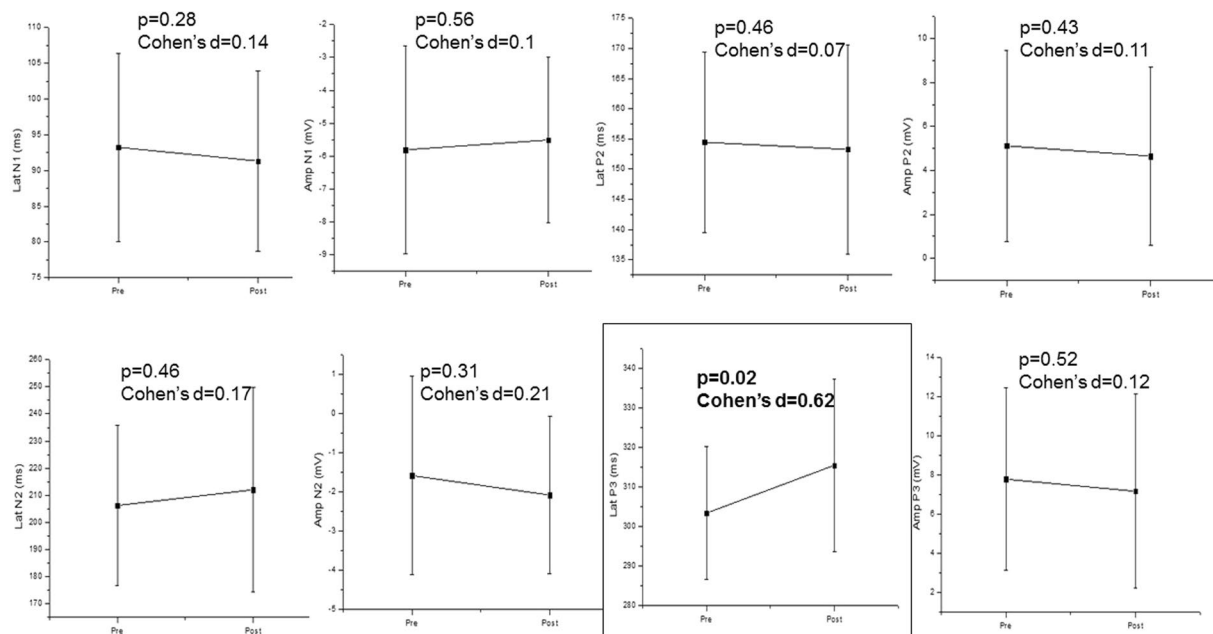 p=0.28
Cohen's d=0.14
110
105
100
95
90
85
80
75
Lat N1 (ms)
Pre
Post
p=0.56
Cohen's d=0.1
-2
-3
-4
-5
-6
-7
-8
-9
Amp N1 (mV)
Pre
Post
p=0.46
Cohen's d=0.07
175
170
165
160
155
150
145
140
135
Lat P2 (ms)
Pre
Post
p=0.43
Cohen's d=0.11
10
8
6
4
2
0
Amp P2 (mV)
Pre
Post
p=0.46
Cohen's d=0.17
260
250
240
230
220
210
200
190
180
170
Lat N2 (ms)
Pre
Post
p=0.31
Cohen's d=0.21
1
0
-1
-2
-3
-4
-5
Amp N2 (mV)
Pre
Post
p=0.02
Cohen's d=0.62
345
340
330
320
310
300
290
280
Lat P3 (ms)
Pre
Post
p=0.52
Cohen's d=0.12
14
12
10
8
6
4
2
Amp P3 (mV)
Pre
Post